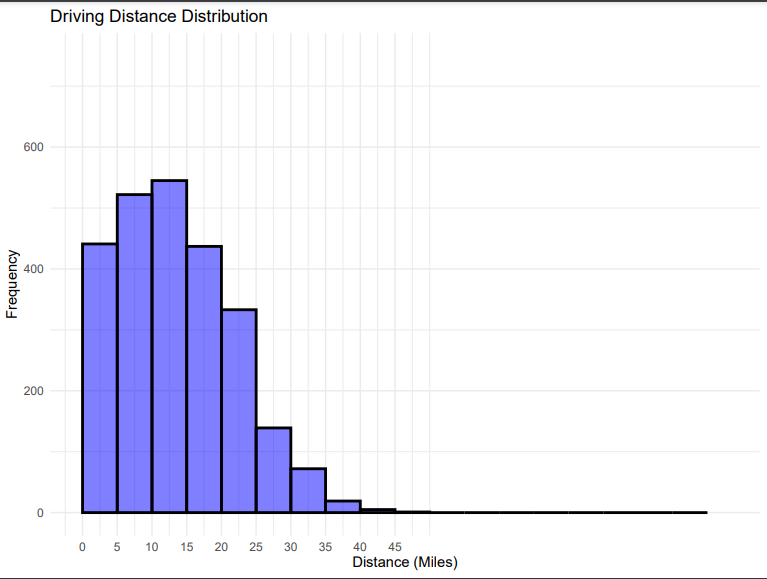 Driving Distance Distribution
600
400
200
0
Frequency
0 5 10 15 20 25 30 35 40 45
Distance (Miles)